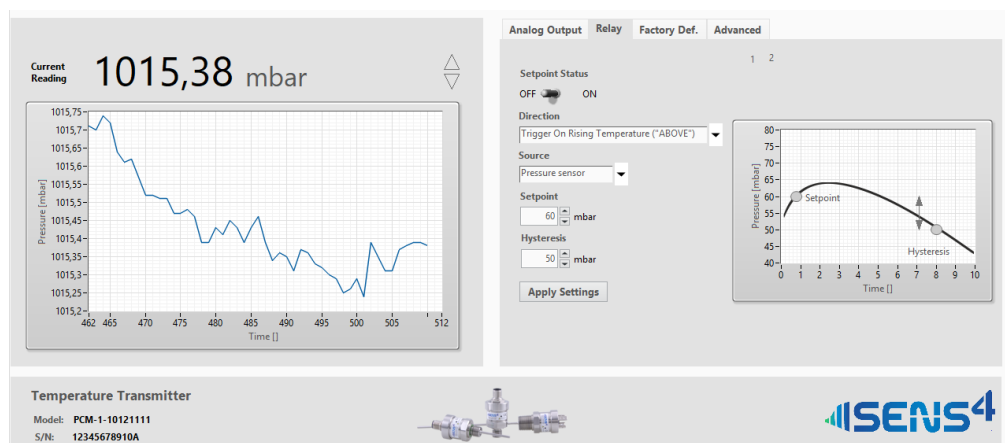 Analog Output Relay Factory Def. Advanced
Current Reading
1015,38 mbar
1015,75
1015,7
1015,65
1015,6
1015,55
1015,5
1015,45
1015,4
1015,35
1015,3
1015,25
1015,2
Pressure [mbar]
462 465 470 475 480 485 490 495 500 505 512
Time []
1 2
Setpoint Status
OFF ON
Direction
Trigger On Rising Temperature ("ABOVE")
Source
Pressure sensor
Setpoint
60 mbar
Hysteresis
50 mbar
Apply Settings
80
75
70
65
60
55
50
45
40
Pressure [mbar]
Setpoint
Hysteresis
0 1 2 3 4 5 6 7 8 9 10
Time []
Temperature Transmitter
Model: PCM-1-10121111
S/N: 12345678910A
SENS4